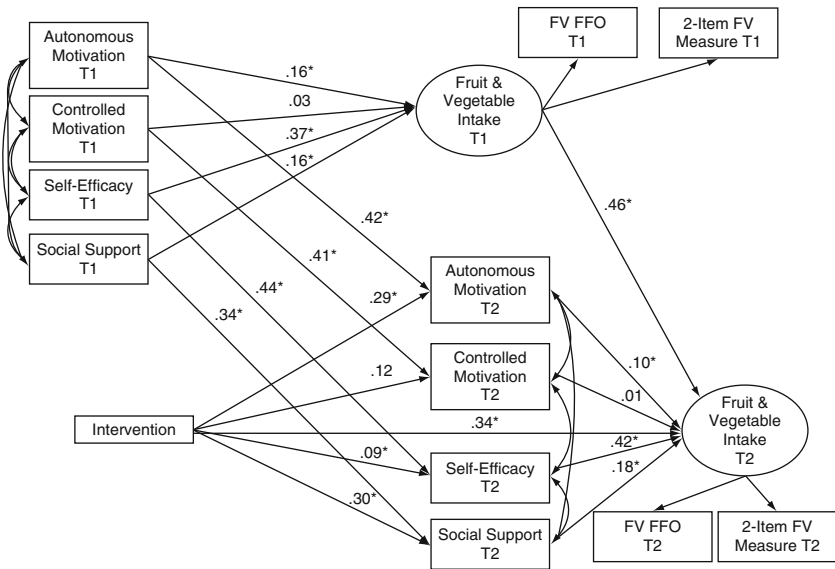 FV FFO
T1
2-Item FV
Measure T1
Autonomous
Motivation
T1
.16*
Fruit &
Vegetable
Intake
T1
Controlled
Motivation
T1
.03
.37*
Self-Efficacy
T1
.16*
Social Support
T1
.42*
.46*
.41*
.44*
.34*
.29*
Autonomous
Motivation
T2
.12
Controlled
Motivation
T2
.10*
.01
Intervention
.34*
Fruit &
Vegetable
Intake
T2
.09*
Self-Efficacy
T2
.42*
.18*
.30*
Social Support
T2
FV FFO
T2
2-Item FV
Measure T2